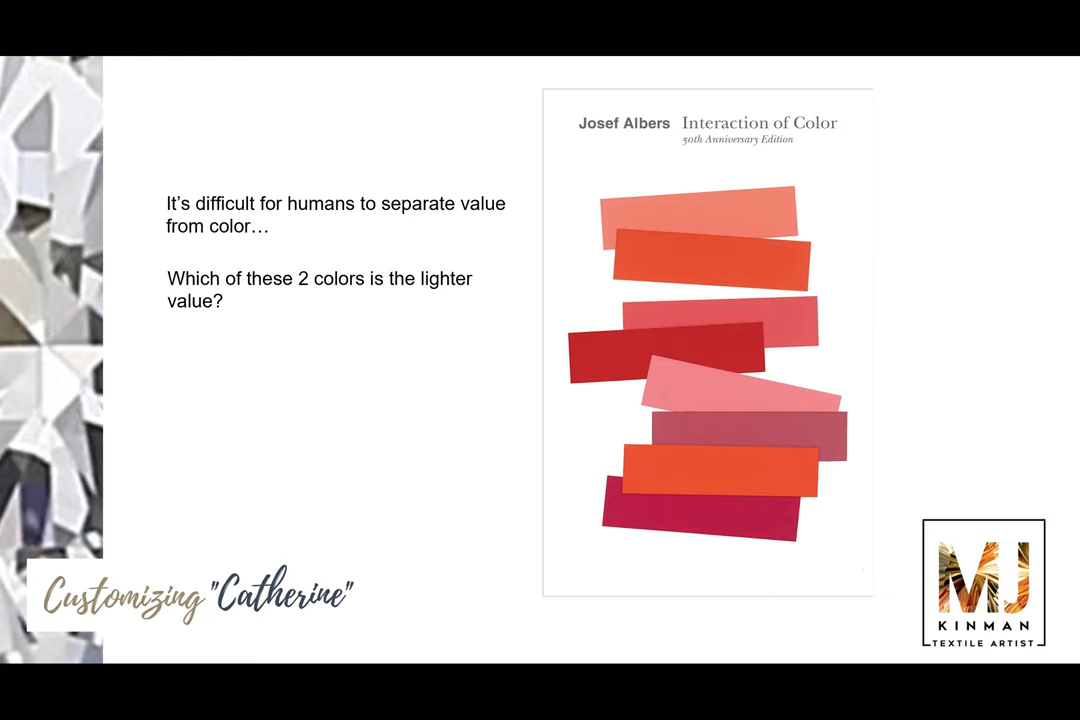 It’s difficult for humans to separate value
from color…
Which of these 2 colors is the lighter
value?
Josef Albers Interaction of Color
50th Anniversary Edition
Customizing "Catherine"
MJ
KINMAN
TEXTILE ARTIST